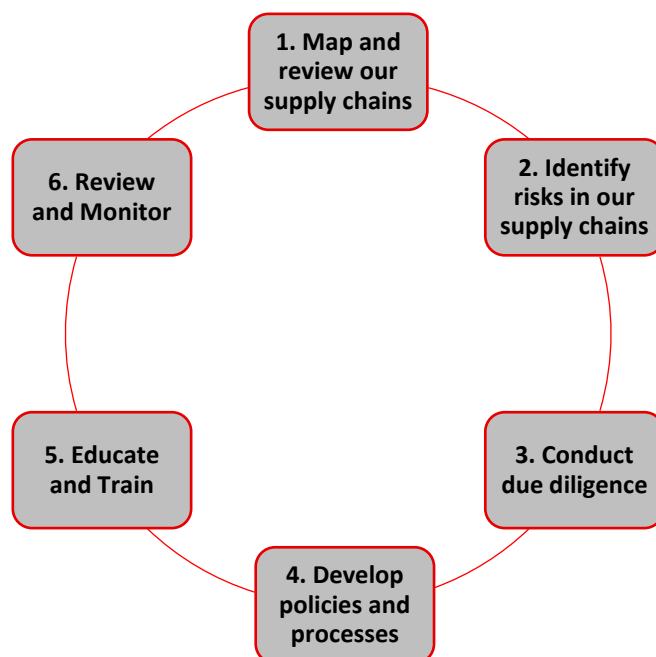 1. Map and
review our
supply chains
2. Identify
risks in our
supply chains
3. Conduct
due diligence
4. Develop
policies and
processes
5. Educate
and Train
6. Review
and Monitor